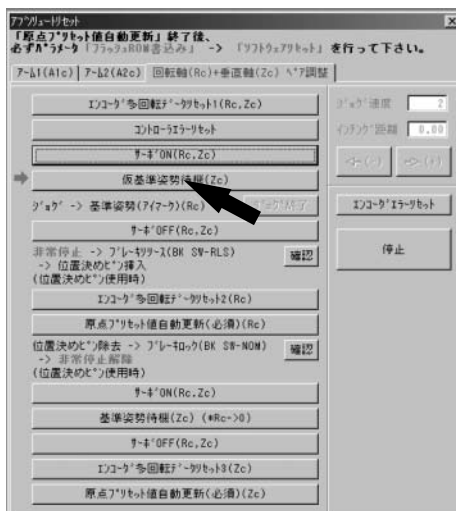 アブソリュートリセット
「原点プリセット値自動更新」終了後、
必ずパラメータ「フラッシュROM書込み」 -> 「ソフトウェアリセット」 を行って下さい。
アーム1(A1c) アーム2(A2c) 回転軸(Rc)+垂直軸(Zc) ペア調整
エンコーダ多回転データリセット1(Rc,Zc)
コントローラエラーリセット
サーボON(Rc,Zc)
仮基準姿勢待機(Zc)
ジョグ -> 基準姿勢(アイマーク)(Rc) ジョグ終了
サーボOFF(Rc,Zc)
非常停止 -> ブレーキリリース(BK SW-RLS)
-> 位置決めピン挿入
(位置決めピン使用時)
確認
エンコーダ多回転データリセット2(Rc)
原点プリセット値自動更新(必須)(Rc)
位置決めピン除去 -> ブレーキロック(BK SW-NOM)
-> 非常停止解除
(位置決めピン使用時)
確認
サーボON(Rc,Zc)
基準姿勢待機(Zc) (*Rc->0)
サーボOFF(Rc,Zc)
エンコーダ多回転データリセット3(Zc)
原点プリセット値自動更新(必須)(Zc)
ジョグ速度 2
インチング距離 0.00
<-(-) ->(+)
エンコーダエラーリセット
停止